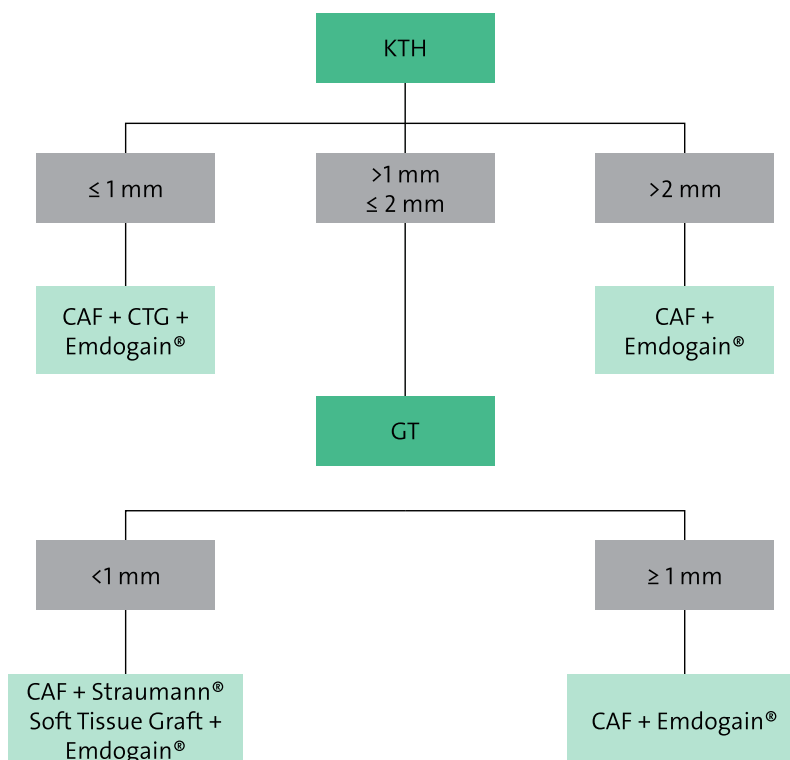 KTH
≤ 1 mm
>1 mm
≤ 2 mm
>2 mm
CAF + CTG +
Emdogain®
CAF +
Emdogain®
GT
<1 mm
≥ 1 mm
CAF + Straumann®
Soft Tissue Graft +
Emdogain®
CAF + Emdogain®